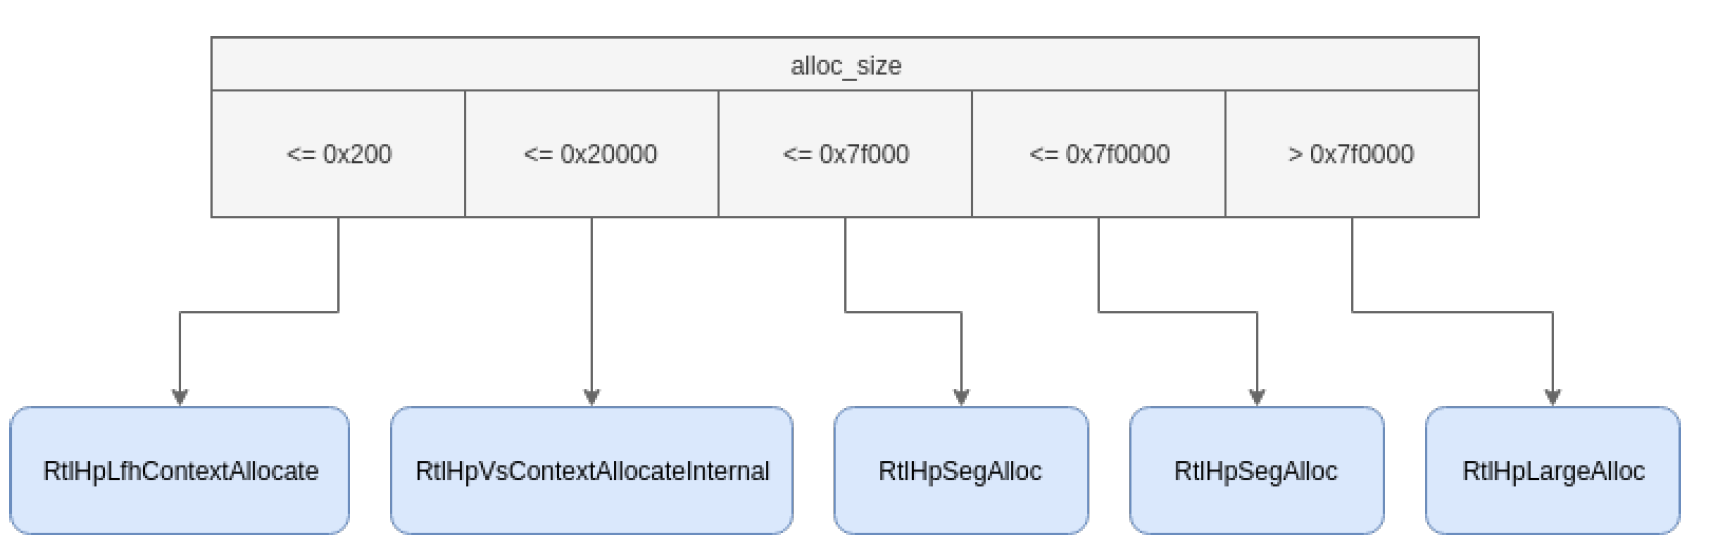 alloc_size
<= 0x200
<= 0x20000
<= 0x7f000
<= 0x7f0000
> 0x7f0000
RtlHpLfhContextAllocate
RtlHpVsContextAllocateInternal
RtlHpSegAlloc
RtlHpSegAlloc
RtlHpLargeAlloc